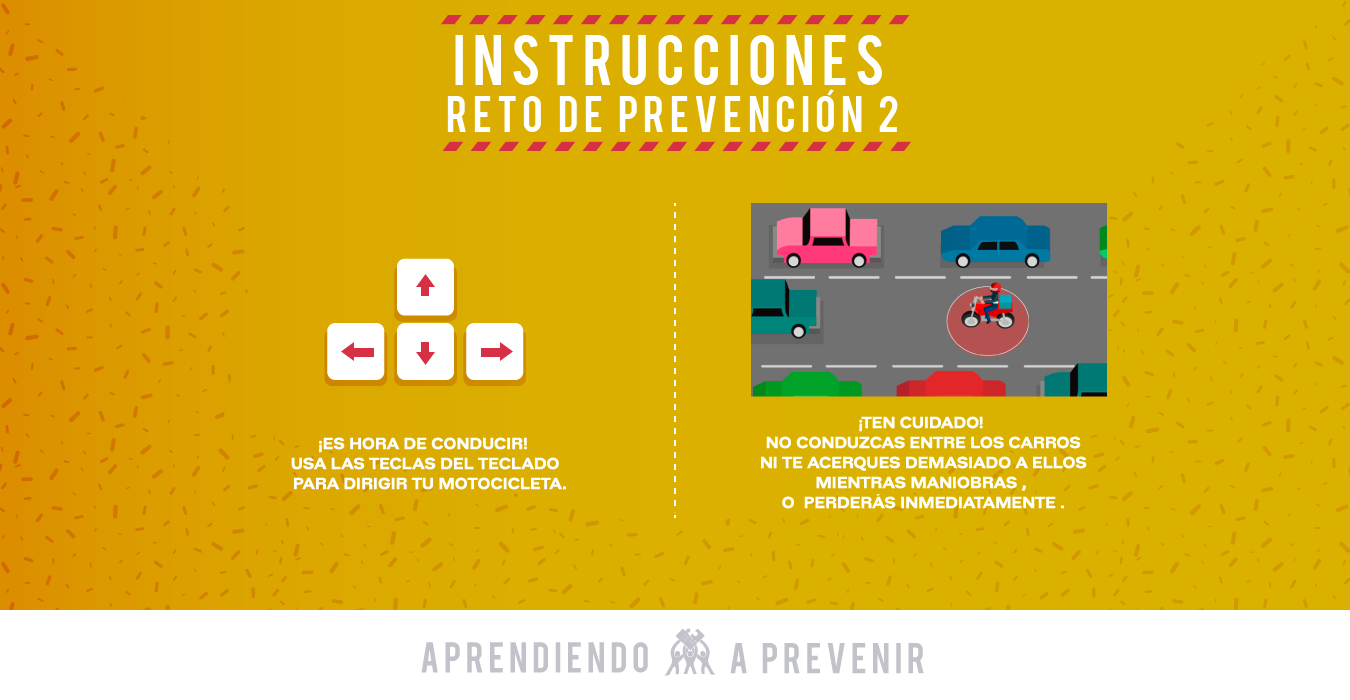 INSTRUCCIONES
RETO DE PREVENCIÓN 2
¡ES HORA DE CONDUCIR!
USA LAS TECLAS DEL TECLADO
PARA DIRIGIR TU MOTOCICLETA.
¡TEN CUIDADO!
NO CONDUZCAS ENTRE LOS CARROS
NI TE ACERQUES DEMASIADO A ELLOS
MIENTRAS MANIOBRAS ,
O PERDERÁS INMEDIATAMENTE .
APRENDIENDO A PREVENIR